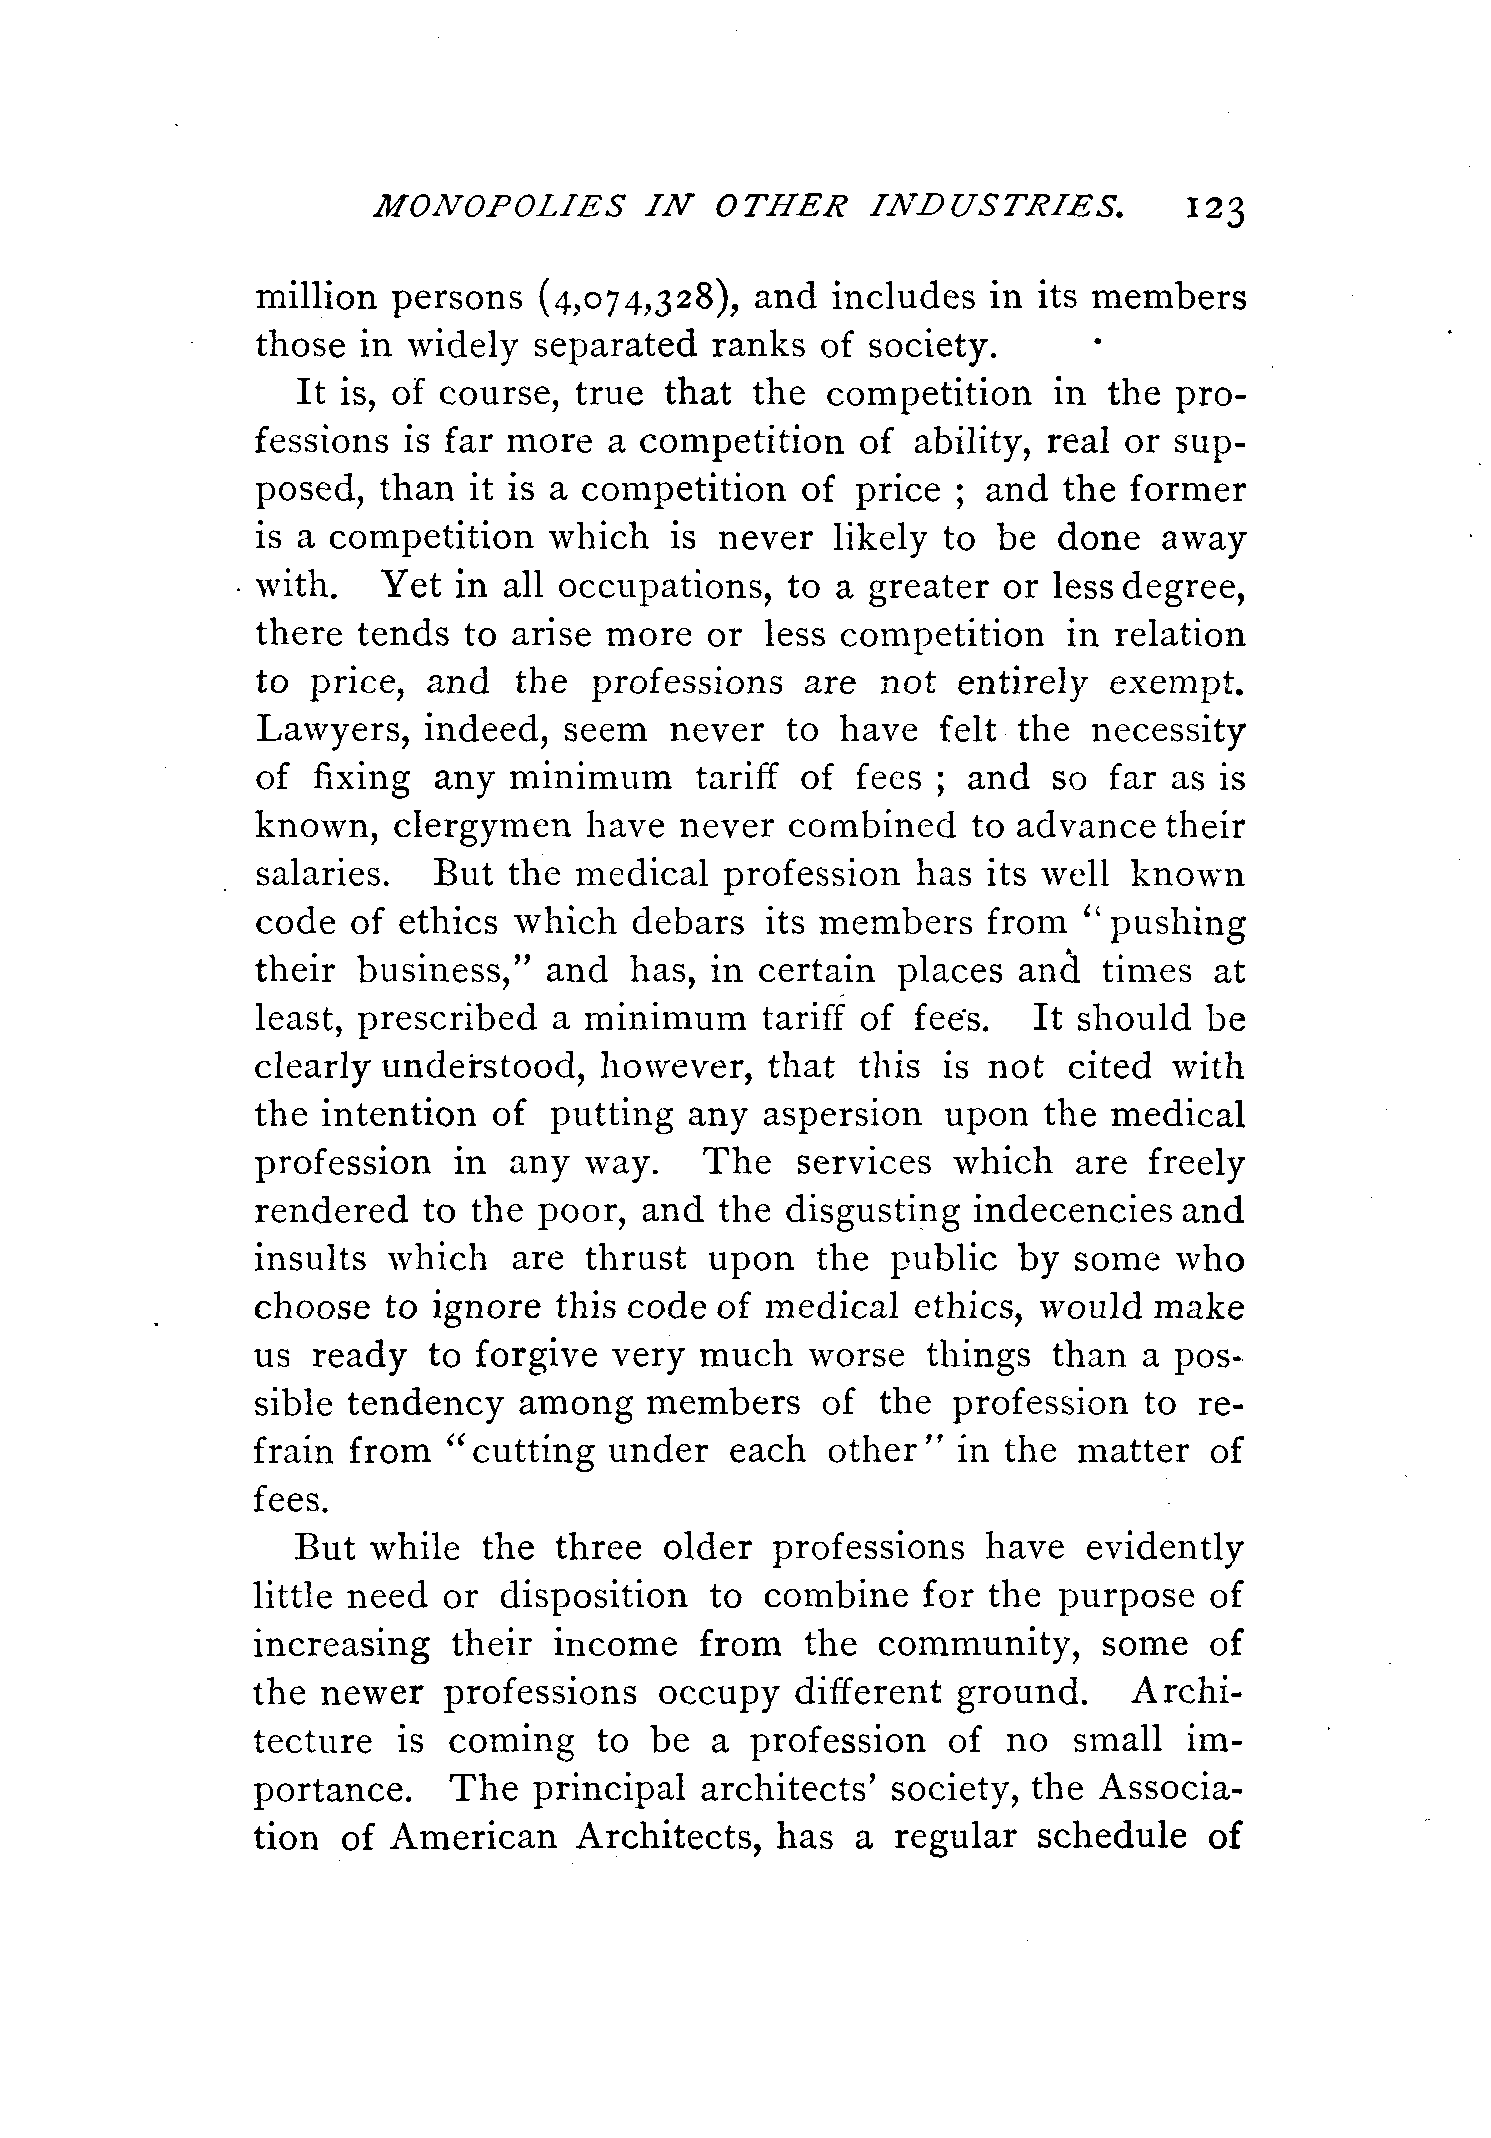 MONOPOLIES IN OTHER INDUSTRIES. 123
million persons (4,074,328), and includes in its members
those in widely separated ranks of society.
It is, of course, true that the competition in the pro-
fessions is far more a competition of ability, real or sup-
posed, than it is a competition of price ; and the former
is a competition which is never likely to be done away
with. Yet in all occupations, to a greater or less degree,
there tends to arise more or less competition in relation
to price, and the professions are not entirely exempt.
Lawyers, indeed, seem never to have felt the necessity
of fixing any minimum tariff of fees ; and so far as is
known, clergymen have never combined to advance their
salaries. But the medical profession has its well known
code of ethics which debars its members from “pushing
their business,” and has, in certain places and times at
least, prescribed a minimum tariff of fees. It should be
clearly understood, however, that this is not cited with
the intention of putting any aspersion upon the medical
profession in any way. The services which are freely
rendered to the poor, and the disgusting indecencies and
insults which are thrust upon the public by some who
choose to ignore this code of medical ethics, would make
us ready to forgive very much worse things than a pos-
sible tendency among members of the profession to re-
frain from “cutting under each other” in the matter of
fees.
But while the three older professions have evidently
little need or disposition to combine for the purpose of
increasing their income from the community, some of
the newer professions occupy different ground. Archi-
tecture is coming to be a profession of no small im-
portance. The principal architects’ society, the Associa-
tion of American Architects, has a regular schedule of